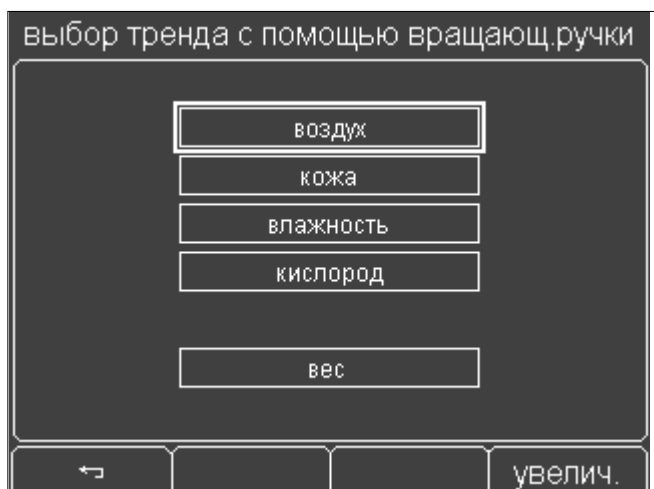 выбор тренда с помощью вращающ.ручки
воздух
кожа
влажность
кислород
вес
увелич.